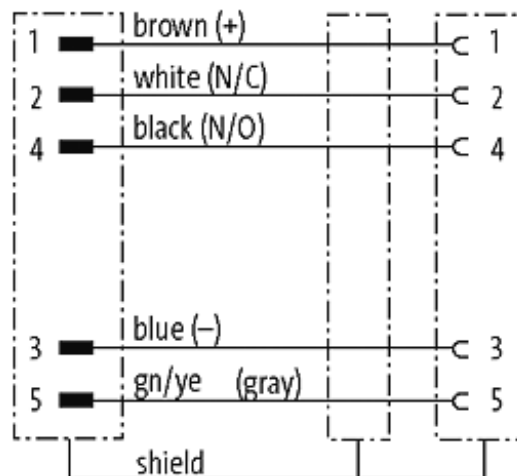 1 brown (+) 1
2 white (N/C) 2
4 black (N/O) 4
3 blue (–) 3
5 gn/ye (gray) 5
shield